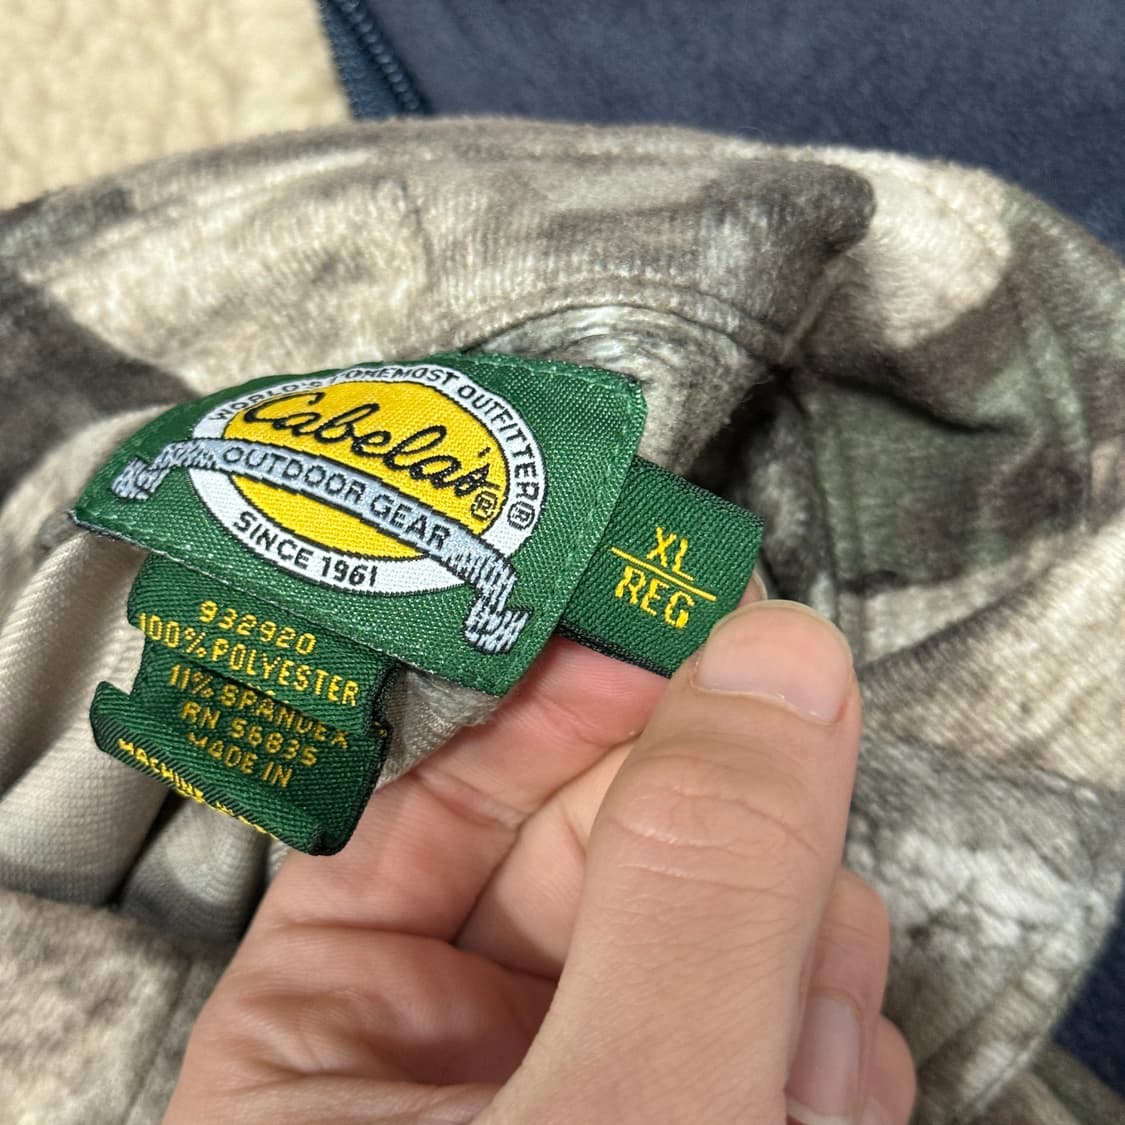 WORLD'S FOREMOST OUTFITTER®
Cabela's®
OUTDOOR GEAR
SINCE 1961
XL
REG
932920
100% POLYESTER
11% SPANDEX
RN 56835
MADE IN
MACHINE